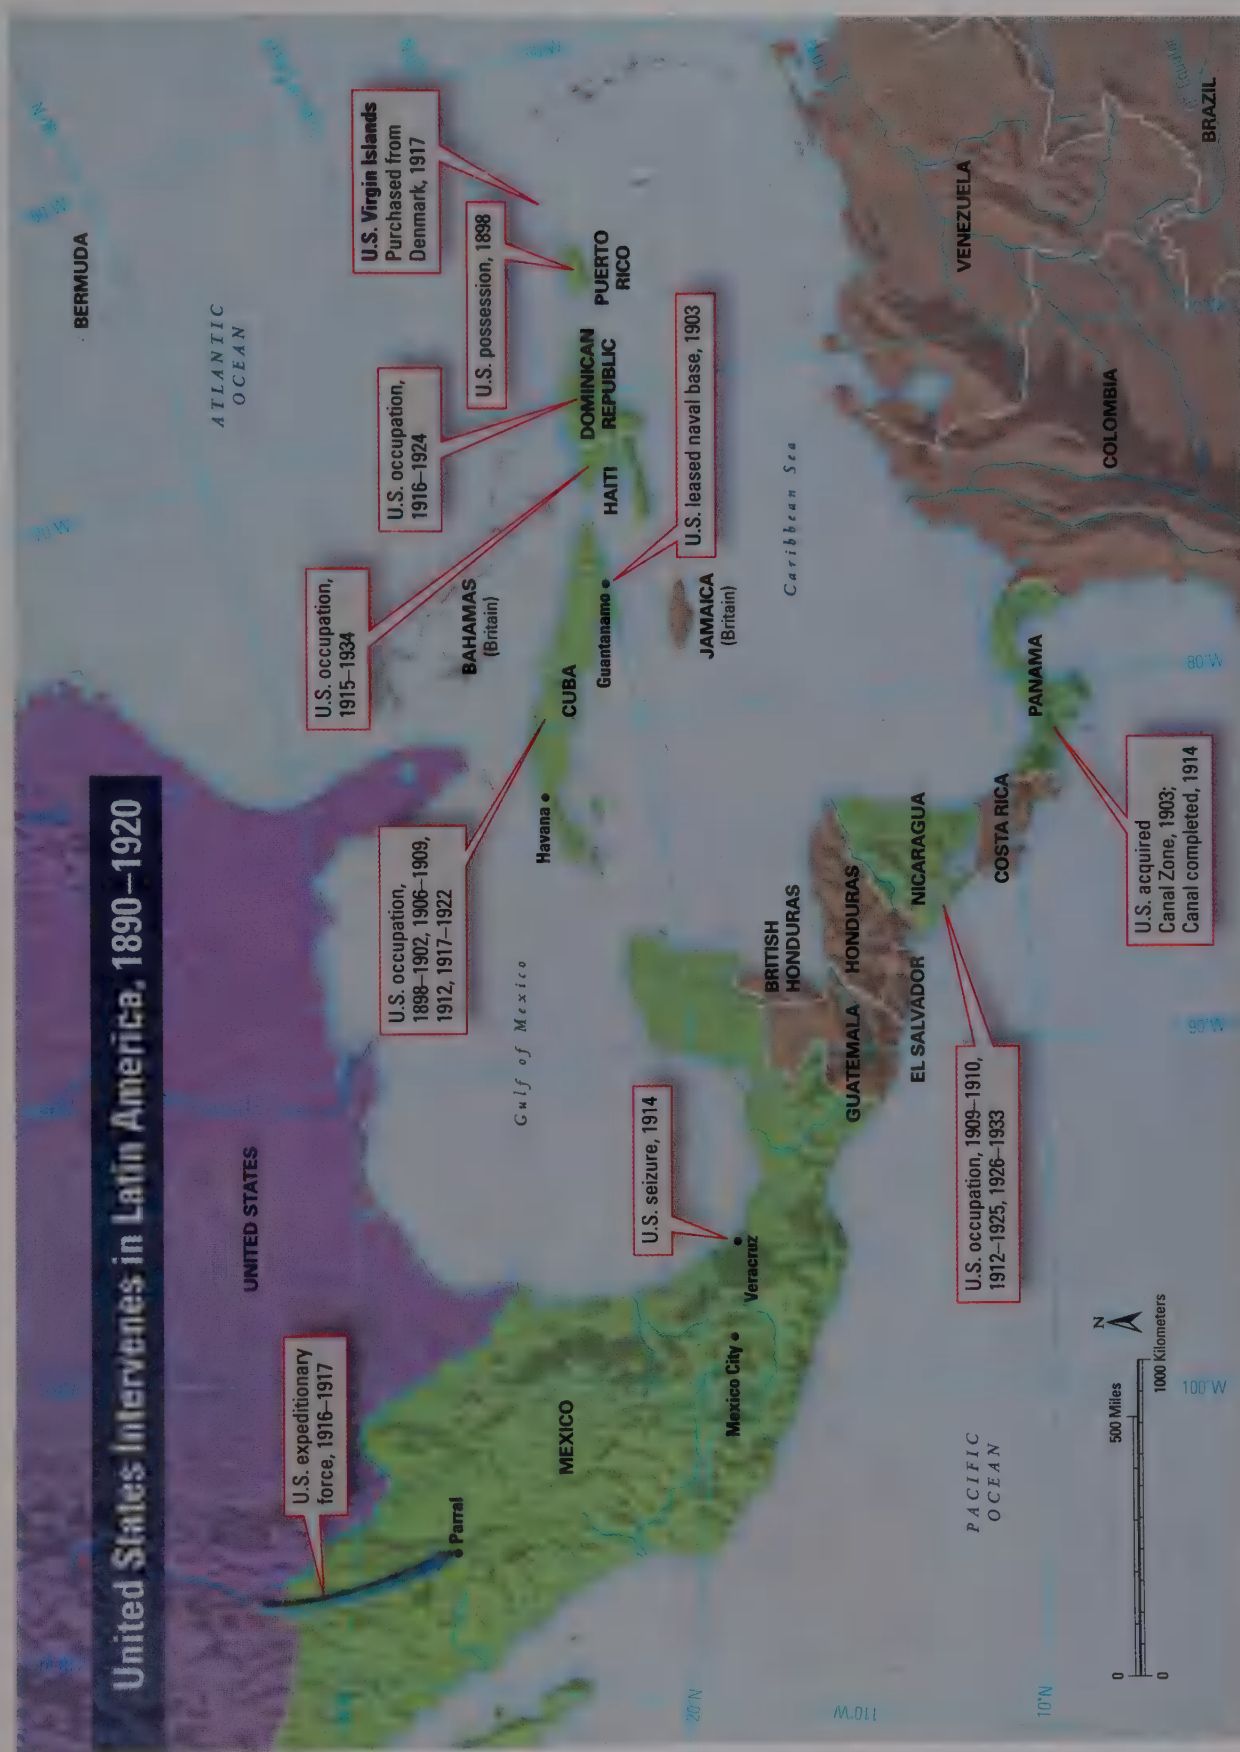 United States Intervenes in Latin America, 1890–1920
BERMUDA
ATLANTIC
OCEAN
UNITED STATES
U.S. expeditionary
force, 1916–1917
U.S. occupation,
1898–1902, 1906–1909,
1912, 1917–1922
U.S. occupation,
1915–1934
U.S. occupation,
1916–1924
U.S. Virgin Islands
Purchased from
Denmark, 1917
U.S. possession, 1898
Parral
MEXICO
Gulf of Mexico
Havana
CUBA
BAHAMAS
(Britain)
Guantanamo
HAITI
DOMINICAN
REPUBLIC
PUERTO
RICO
U.S. seizure, 1914
U.S. leased naval base, 1903
JAMAICA
(Britain)
Mexico City
Veracruz
20°N
BRITISH
HONDURAS
Caribbean Sea
GUATEMALA
HONDURAS
EL SALVADOR
NICARAGUA
COSTA RICA
PANAMA
VENEZUELA
COLOMBIA
BRAZIL
110°W
PACIFIC
OCEAN
U.S. occupation, 1909–1910,
1912–1925, 1926–1933
U.S. acquired
Canal Zone, 1903;
Canal completed, 1914
10°N
N
0
500 Miles
0
1000 Kilometers
100°W
90°W
80°W
70°W
60°W